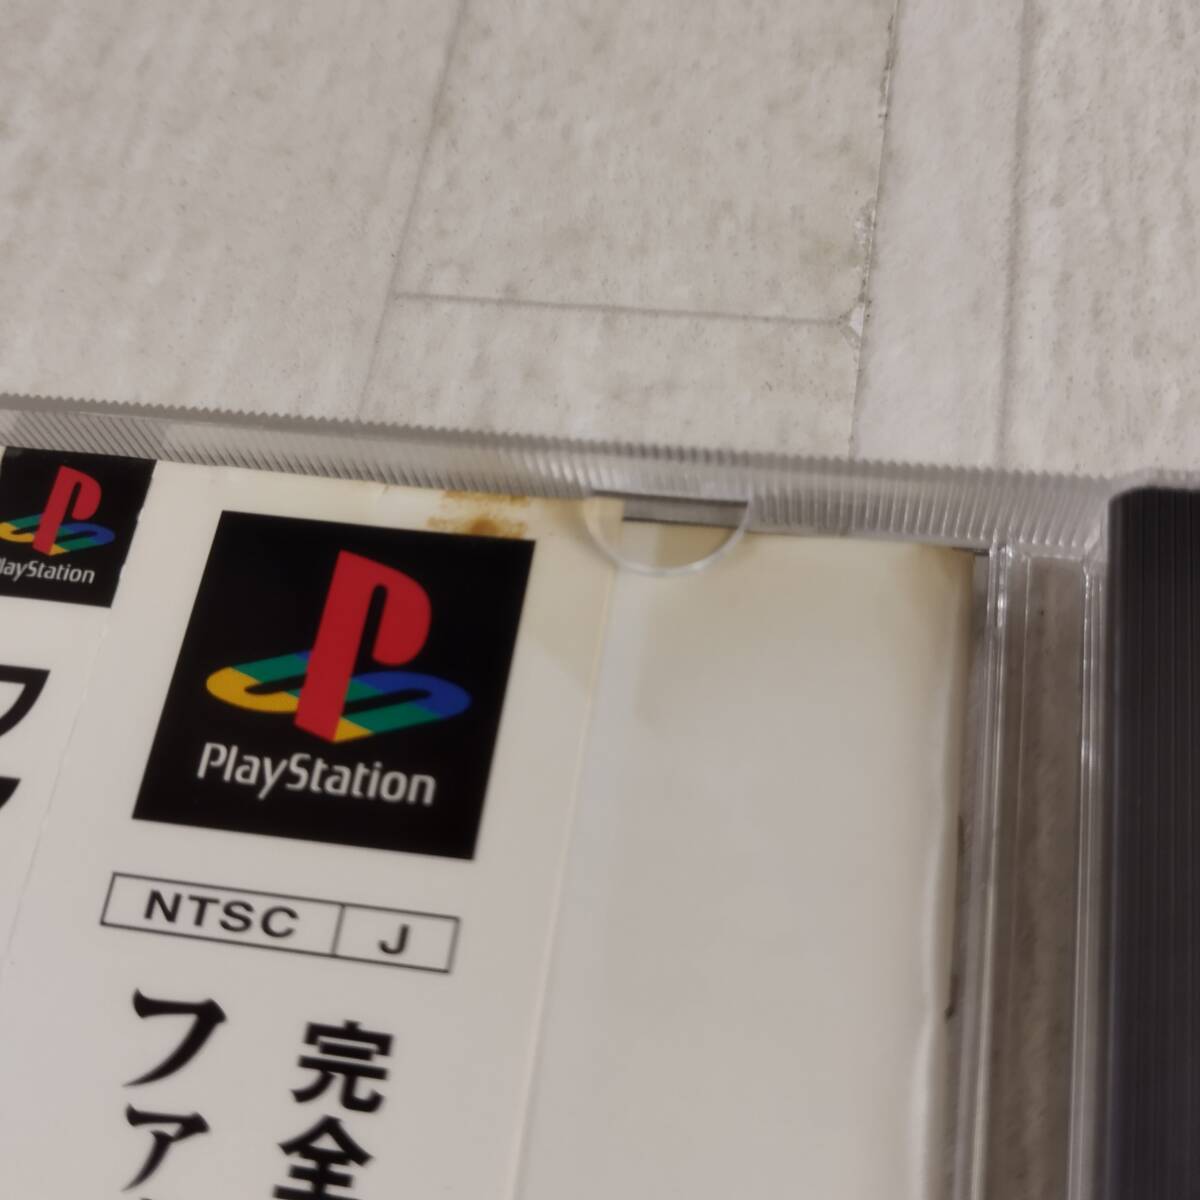 PlayStation
PlayStation
NTSC J
ファ
完全